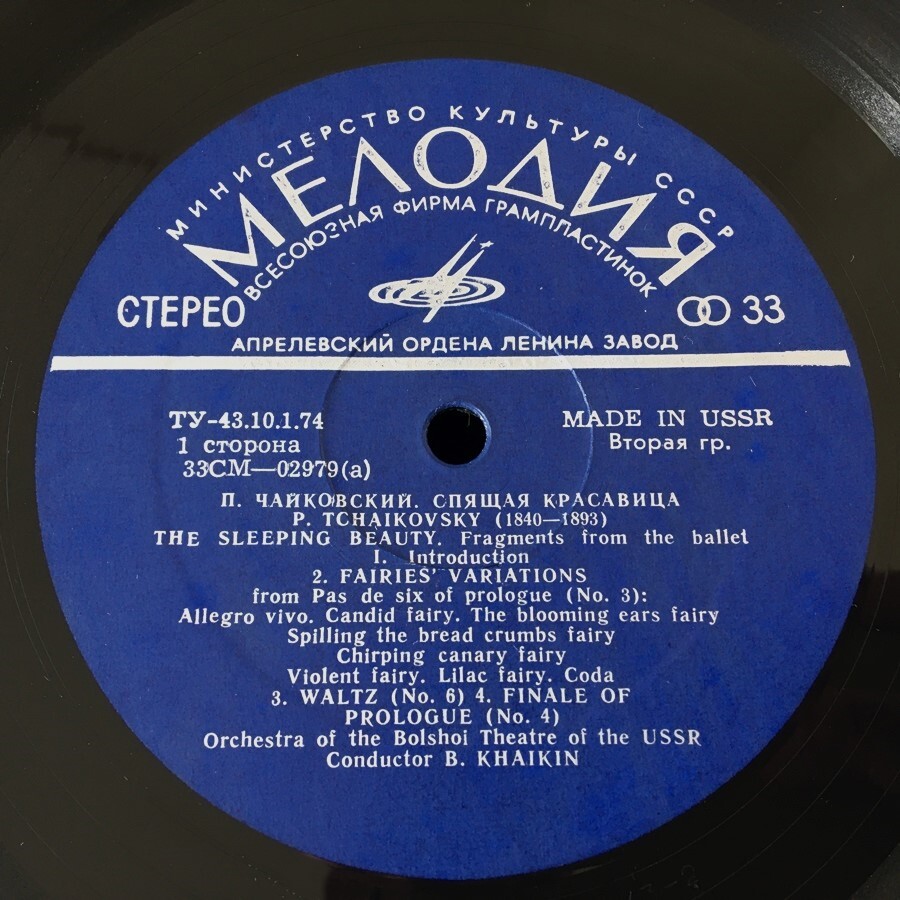 МИНИСТЕРСТВО КУЛЬТУРЫ СССР
МЕЛОДИЯ
ВСЕСОЮЗНАЯ ФИРМА ГРАМПЛАСТИНОК
СТЕРЕО
33
АПРЕЛЕВСКИЙ ОРДЕНА ЛЕНИНА ЗАВОД
ТУ-43.10.1.74
MADE IN USSR
1 сторона
Вторая гр.
33СМ—02979(а)
П. ЧАЙКОВСКИЙ. СПЯЩАЯ КРАСАВИЦА
P. TCHAIKOVSKY (1840—1893)
THE SLEEPING BEAUTY. Fragments from the ballet
1. Introduction
2. FAIRIES' VARIATIONS
from Pas de six of prologue (No. 3):
Allegro vivo. Candid fairy. The blooming ears fairy
Spilling the bread crumbs fairy
Chirping canary fairy
Violent fairy. Lilac fairy. Coda
3. WALTZ (No. 6) 4. FINALE OF
PROLOGUE (No. 4)
Orchestra of the Bolshoi Theatre of the USSR
Conductor B. KHAIKIN